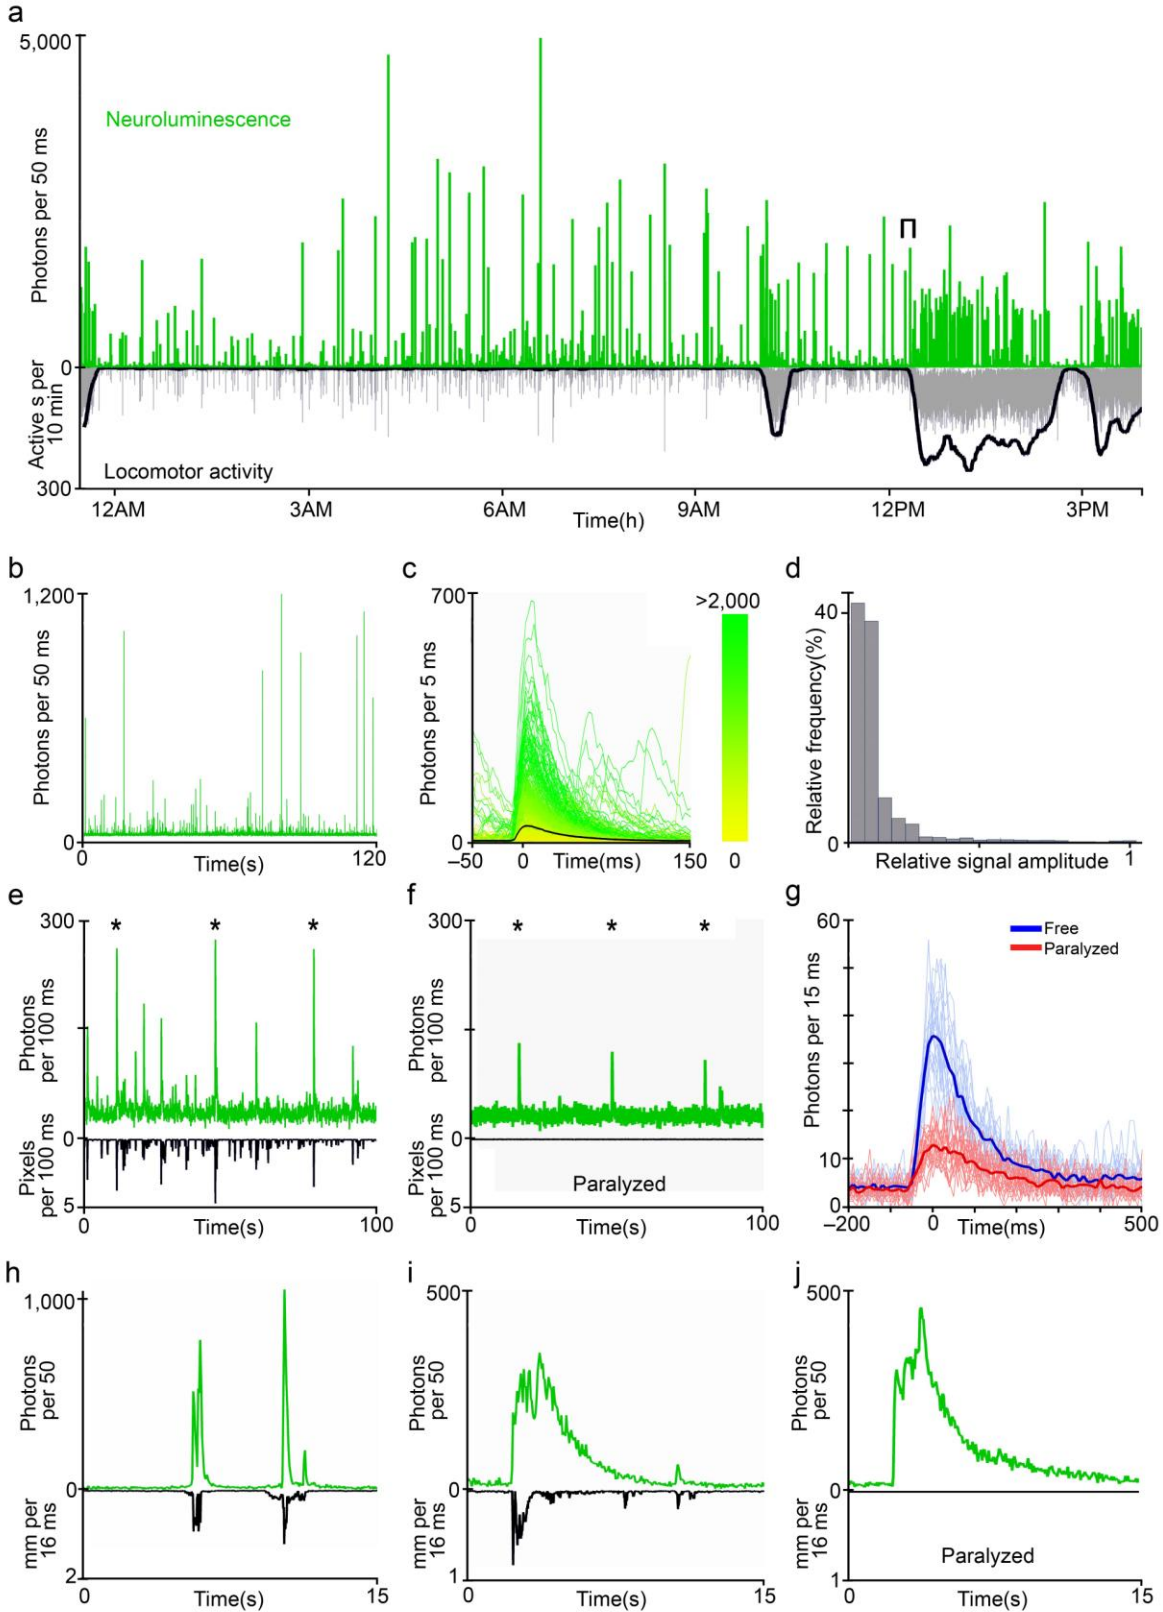 a
5,000
Neuroluminescence
Photons per 50 ms
0
Active s per
10 min
Locomotor activity
300
12AM
3AM
6AM
9AM
12PM
3PM
Time(h)
b
1,200
Photons per 50 ms
0
0
Time(s)
120
c
700
Photons per 5 ms
0
−50
0
Time(ms)
150
>2,000
0
d
40
Relative frequency(%)
0
Relative signal amplitude
1
e
300
*
*
*
Photons
per 100 ms
0
Pixels
per 100 ms
5
0
Time(s)
100
f
300
*
*
*
Photons
per 100 ms
0
Pixels
per 100 ms
Paralyzed
5
0
Time(s)
100
g
60
Free
Paralyzed
Photons per 15 ms
10
0
−200
0
Time(ms)
500
h
1,000
Photons
per 50
0
mm per
16 ms
2
0
Time(s)
15
i
500
Photons
per 50
0
mm per
16 ms
1
0
Time(s)
15
j
500
Photons
per 50
0
mm per
16 ms
Paralyzed
1
0
Time(s)
15